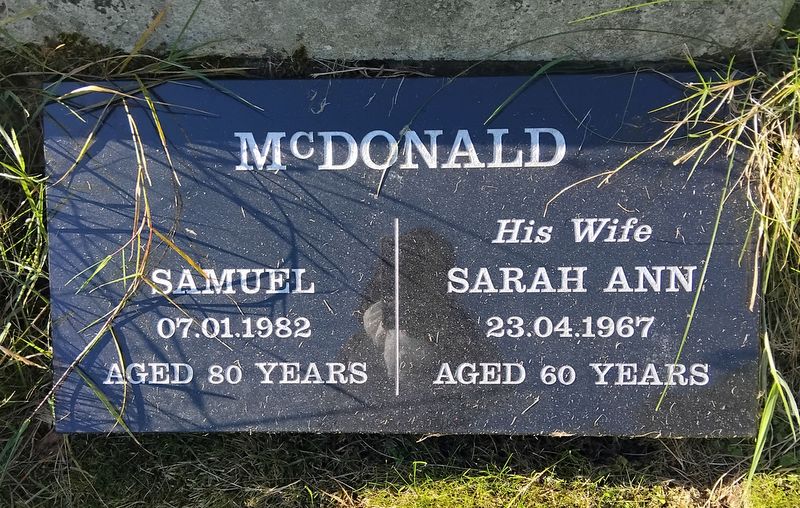 McDONALD
SAMUEL
07.01.1982
AGED 80 YEARS
His Wife
SARAH ANN
23.04.1967
AGED 60 YEARS